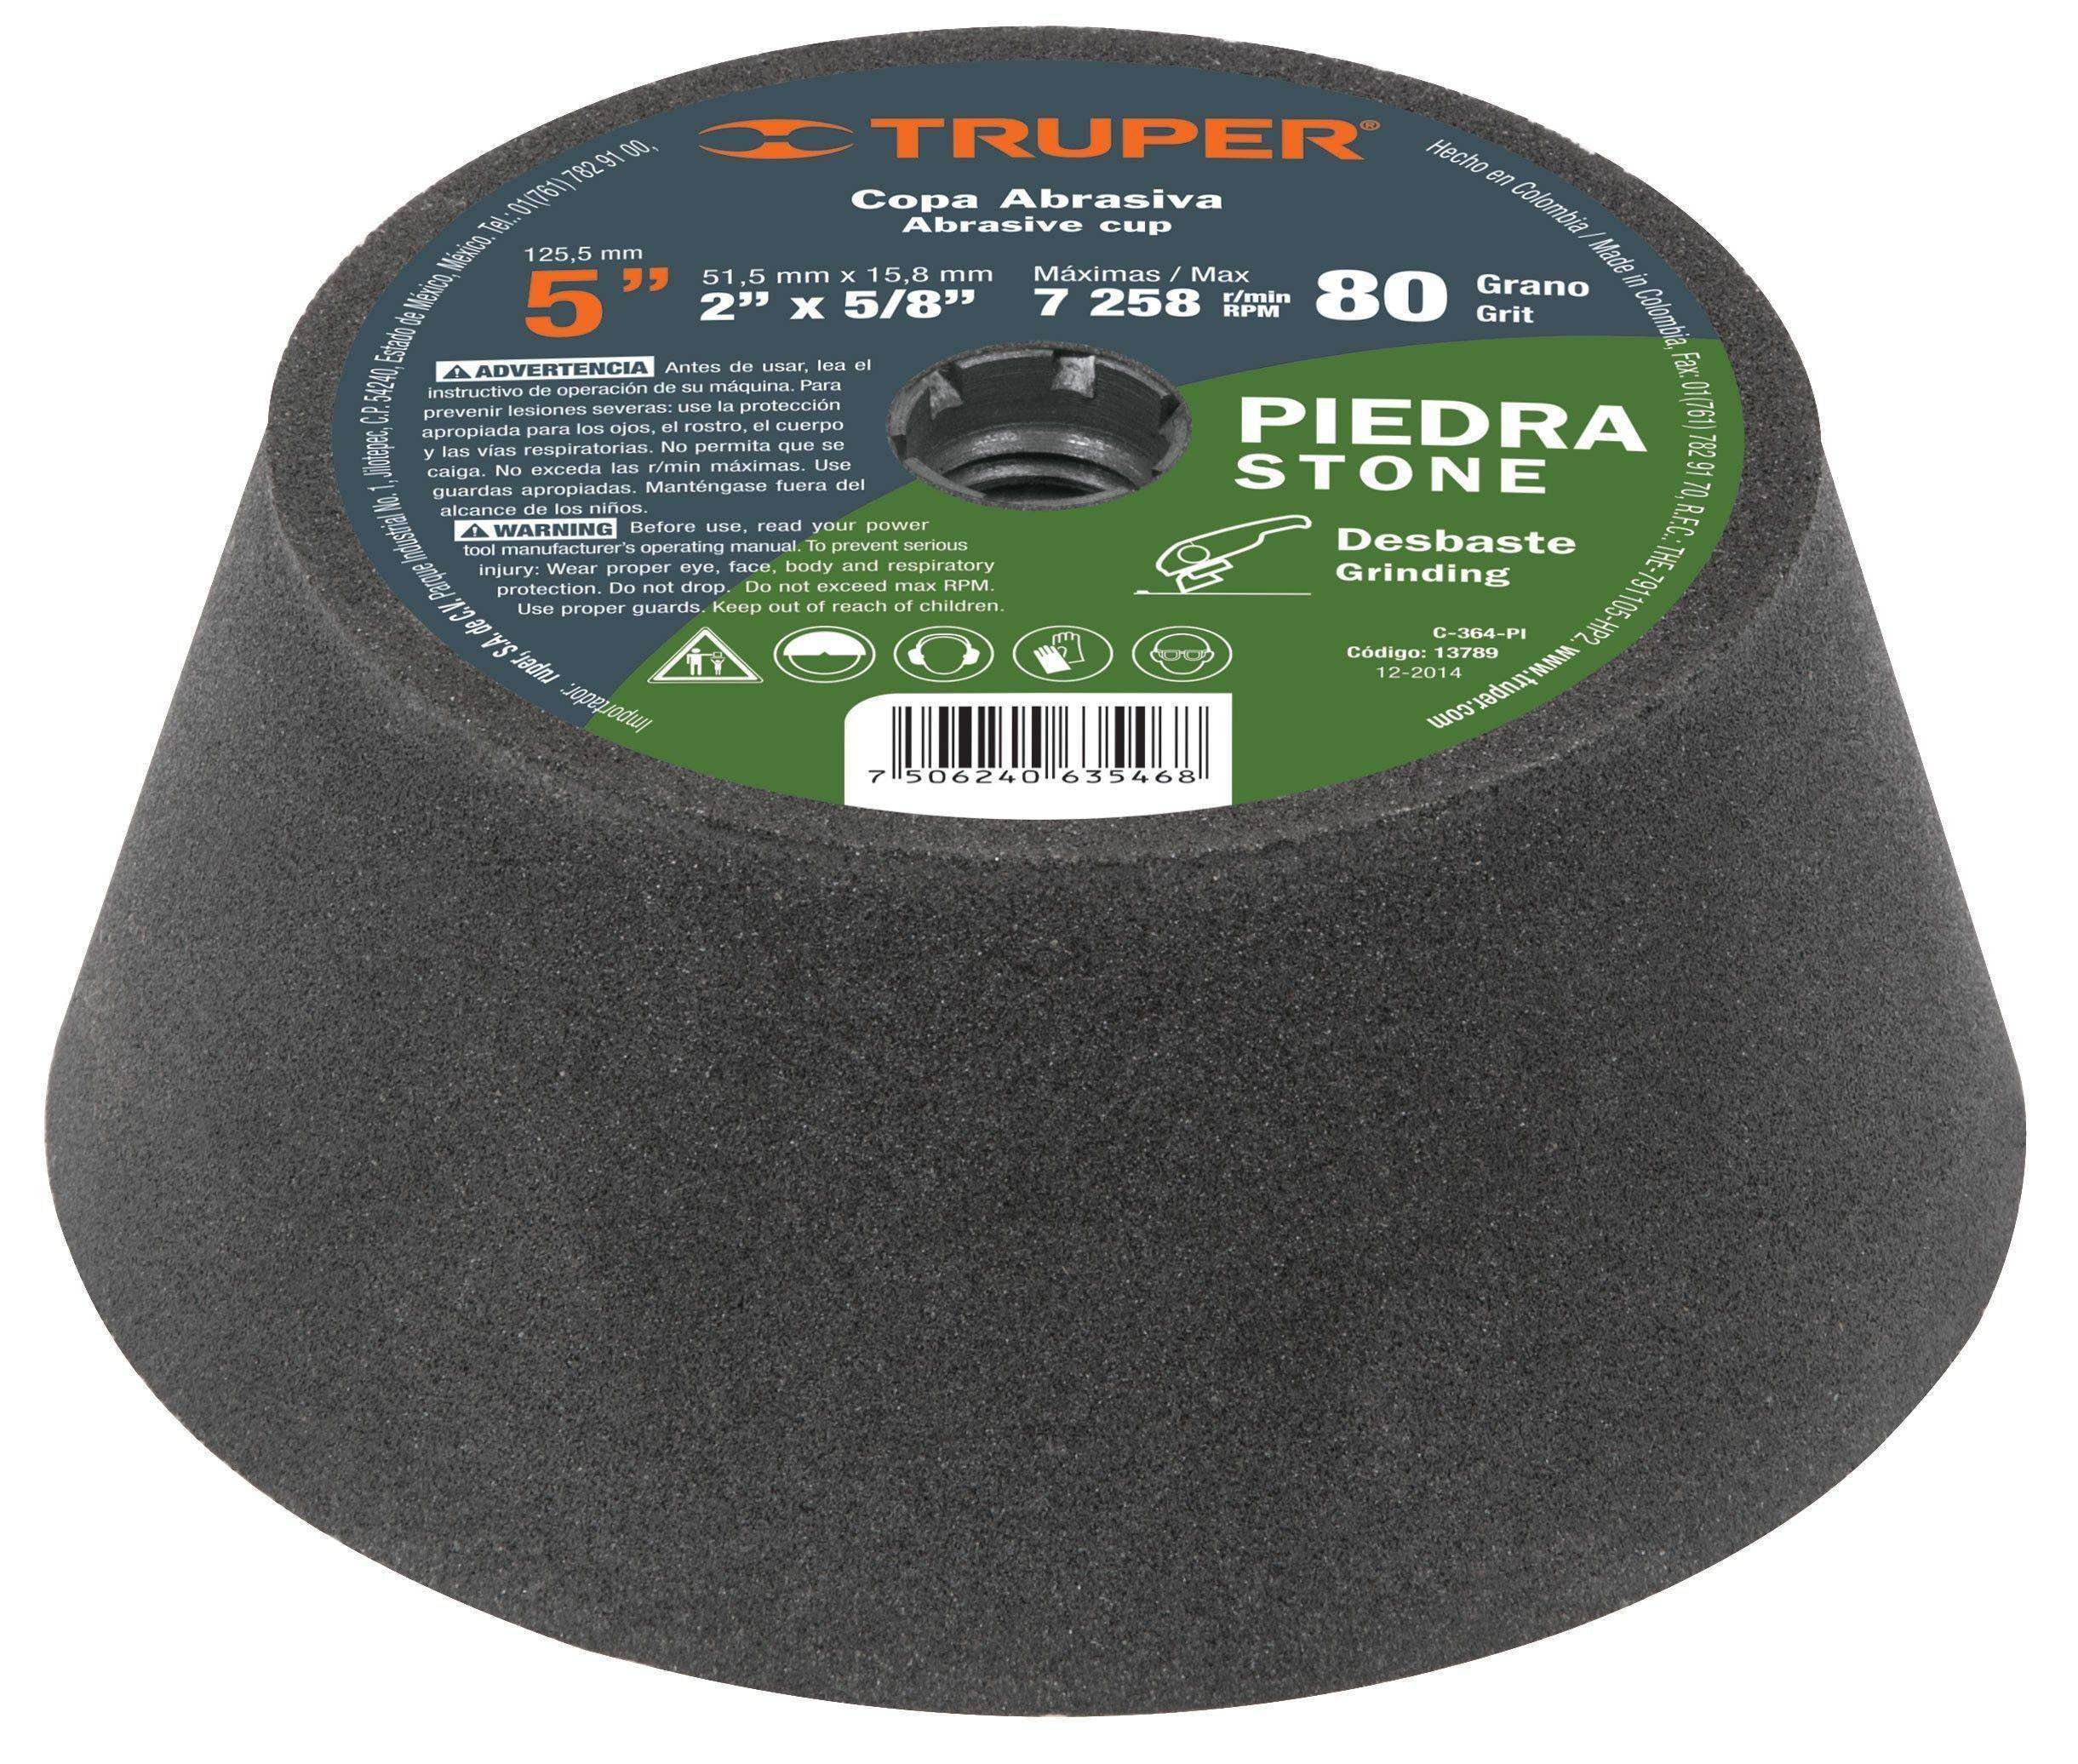 TRUPER®
Copa Abrasiva
Abrasive cup
125,5 mm
5”
51,5 mm x 15,8 mm
2” x 5/8”
Máximas / Max
7 258 r/min RPM
80 Grano
Grit
ADVERTENCIA Antes de usar, lea el
instructivo de operación de su máquina. Para
prevenir lesiones severas: use la protección
apropiada para los ojos, el rostro, el cuerpo
y las vías respiratorias. No permita que se
caiga. No exceda las r/min máximas. Use
guardas apropiadas. Manténgase fuera del
alcance de los niños.
WARNING Before use, read your power
tool manufacturer’s operating manual. To prevent serious
injury: Wear proper eye, face, body and respiratory
protection. Do not drop. Do not exceed max RPM.
Use proper guards. Keep out of reach of children.
PIEDRA
STONE
Desbaste
Grinding
C-364-PI
Código: 13789
12-2014
7 506240 635468
Importador: ruper, S.A. de C.V. Parque Industrial No. 1, Jilotepec, C.P. 54240, Estado de México, México. Tel.: 01(761) 782 91 00,
Hecho en Colombia / Made in Colombia, Fax: 01(761) 782 91 70, R.F.C.: THE-791105-HP2. www.truper.com